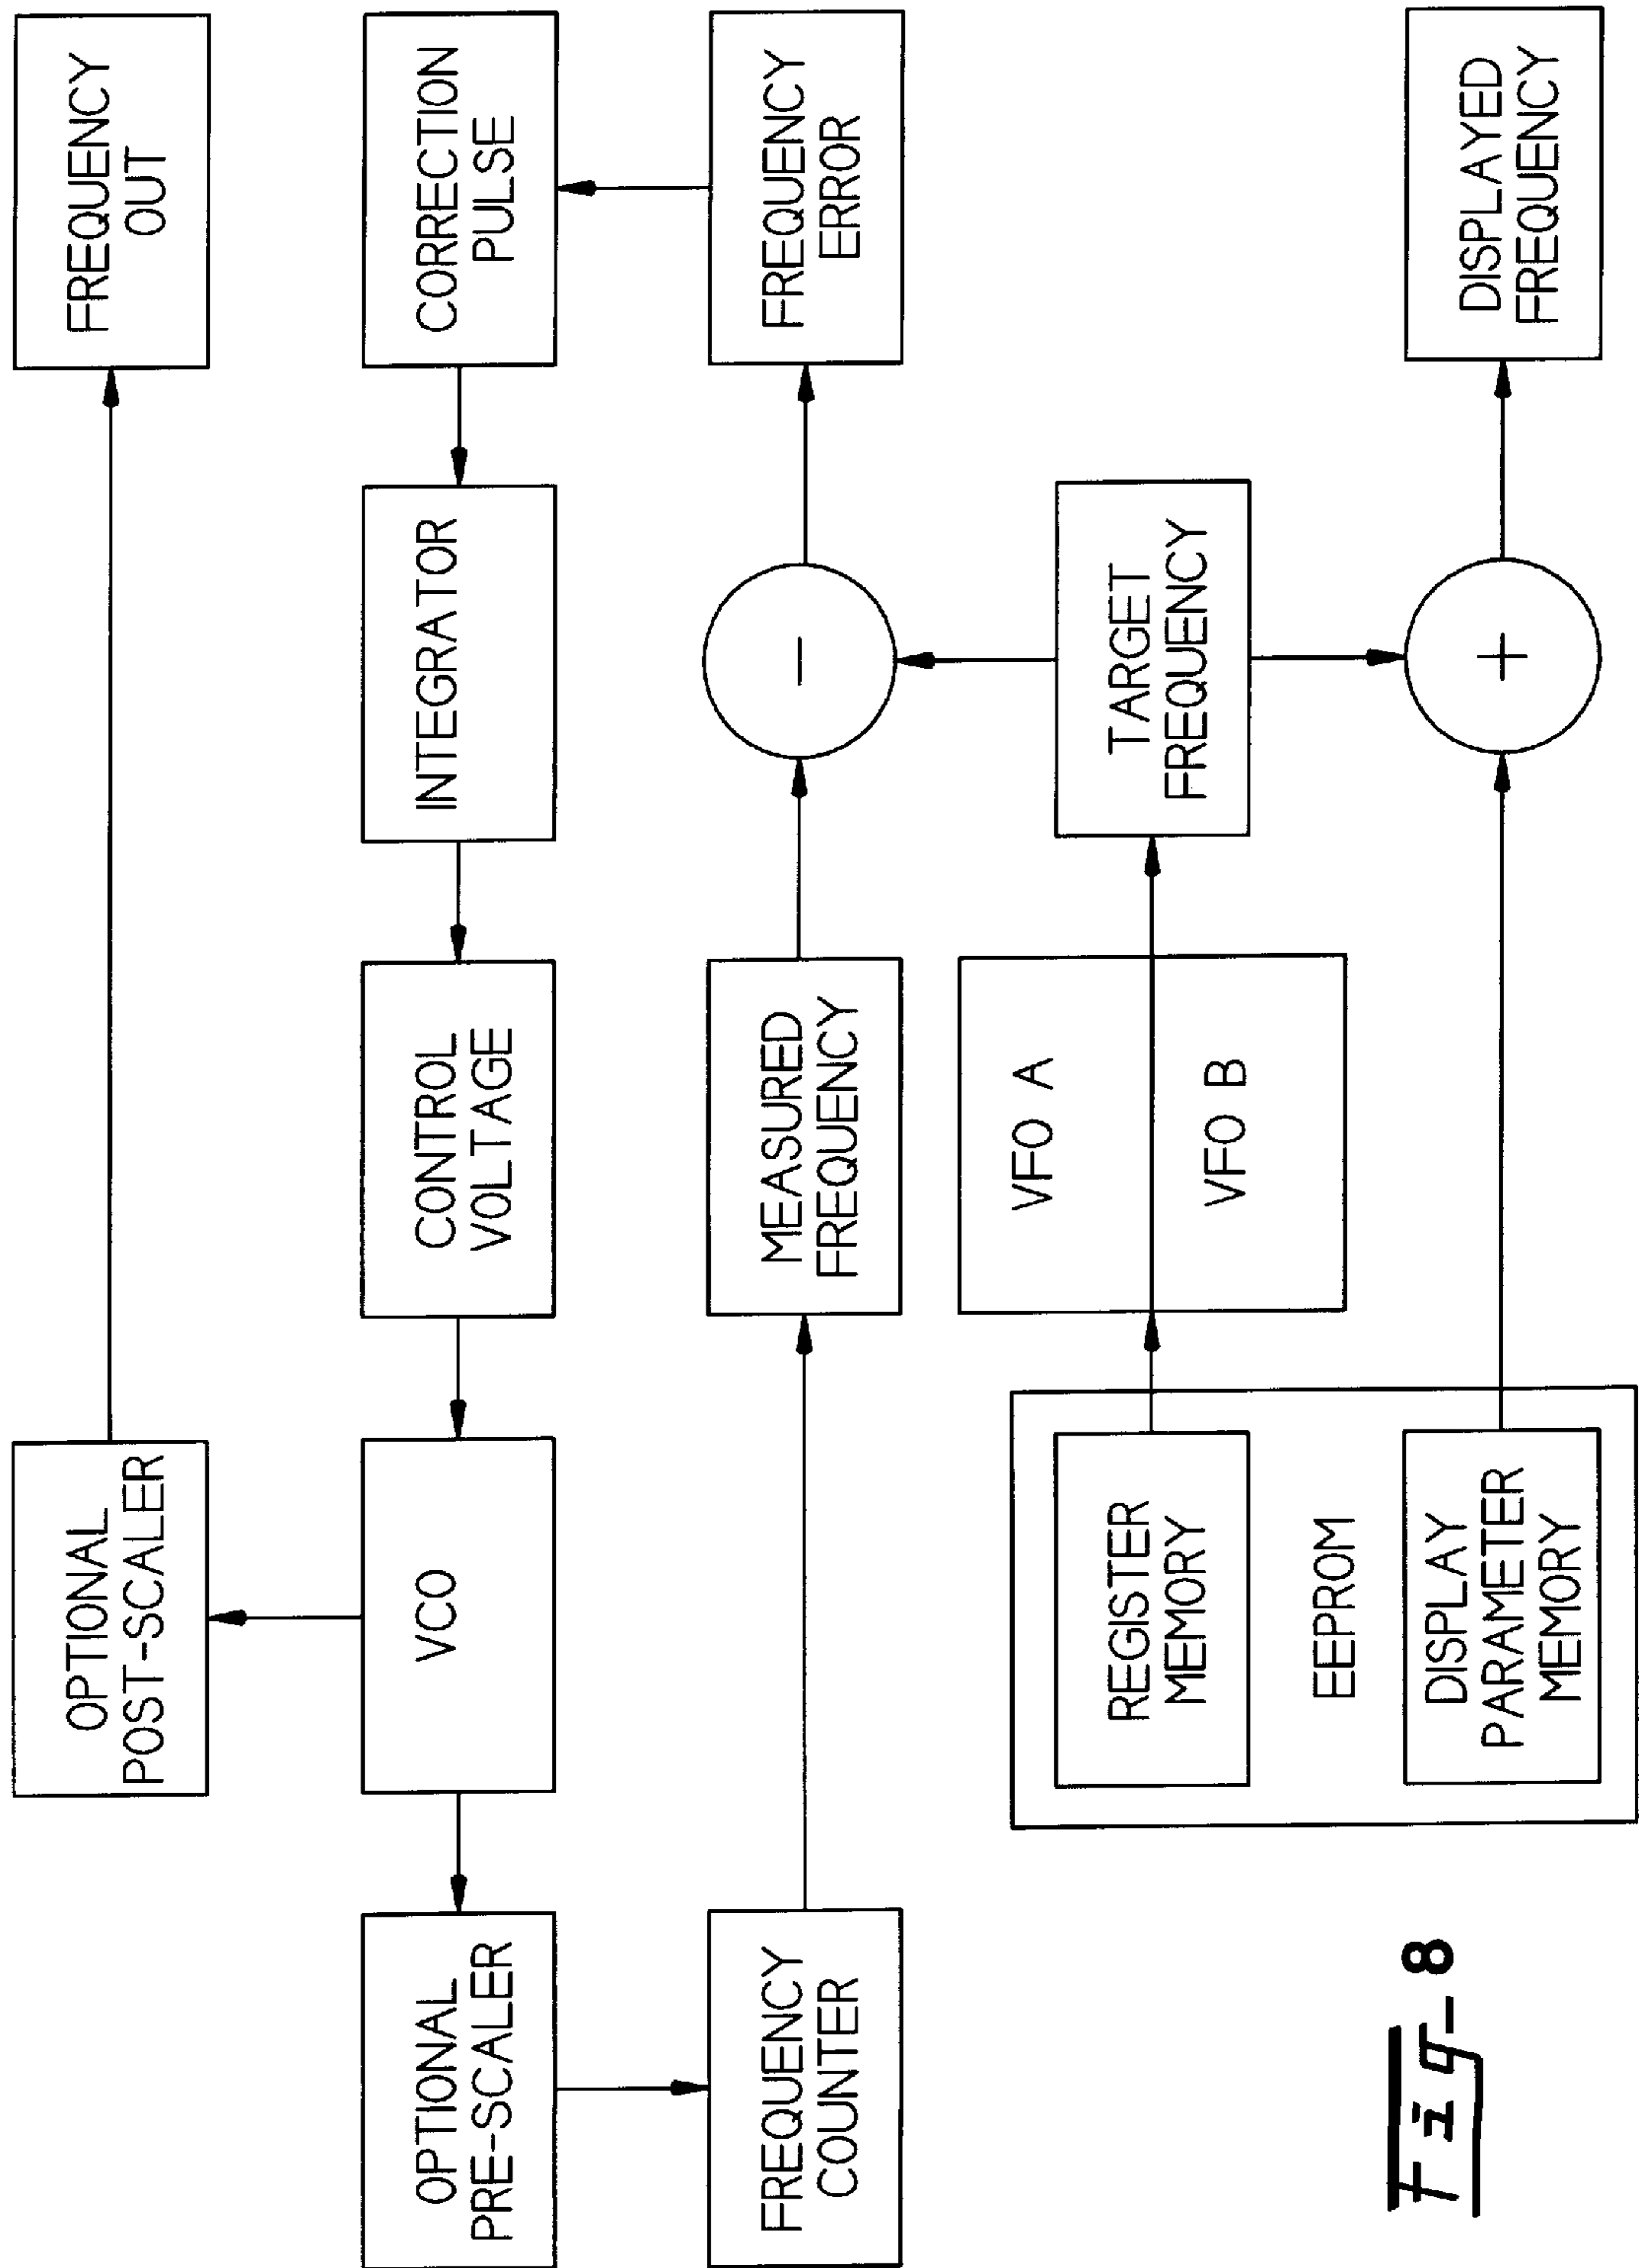 OPTIONAL
POST-SCALER
FREQUENCY
OUT
OPTIONAL
PRE-SCALER
VCO
CONTROL
VOLTAGE
INTEGRATOR
CORRECTION
PULSE
FREQUENCY
COUNTER
MEASURED
FREQUENCY
−
FREQUENCY
ERROR
REGISTER
MEMORY
EEPROM
DISPLAY
PARAMETER
MEMORY
VFO A
VFO B
TARGET
FREQUENCY
+
DISPLAYED
FREQUENCY
Fig- 8